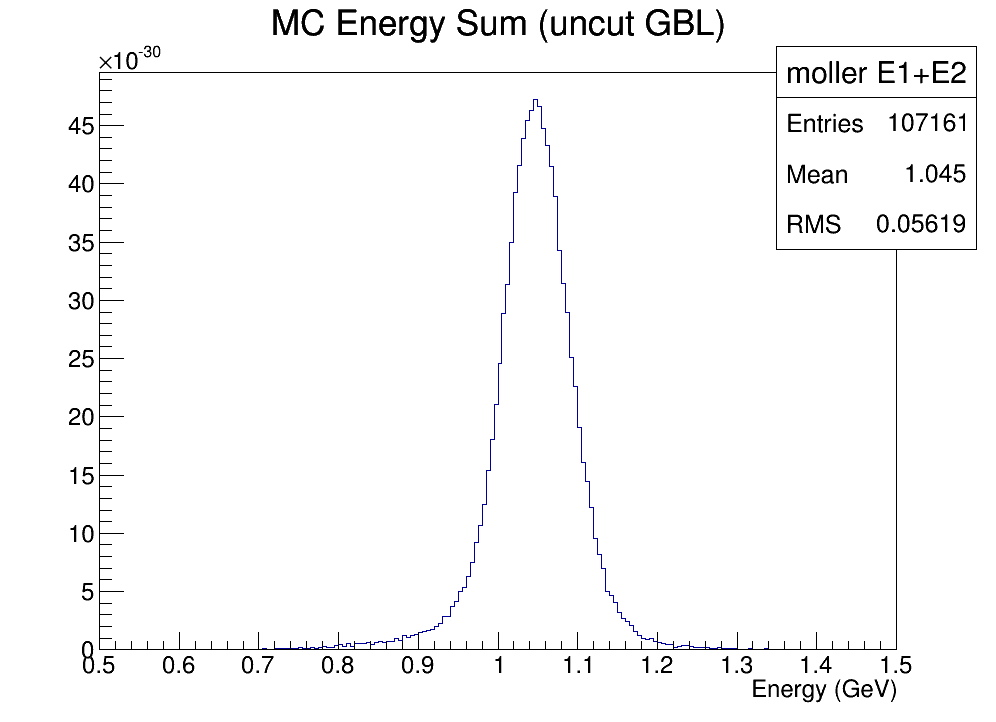 MC Energy Sum (uncut GBL)
×10-30
moller E1+E2
Entries 107161
Mean 1.045
RMS 0.05619
45
40
35
30
25
20
15
10
5
0
0.5 0.6 0.7 0.8 0.9 1 1.1 1.2 1.3 1.4 1.5
Energy (GeV)